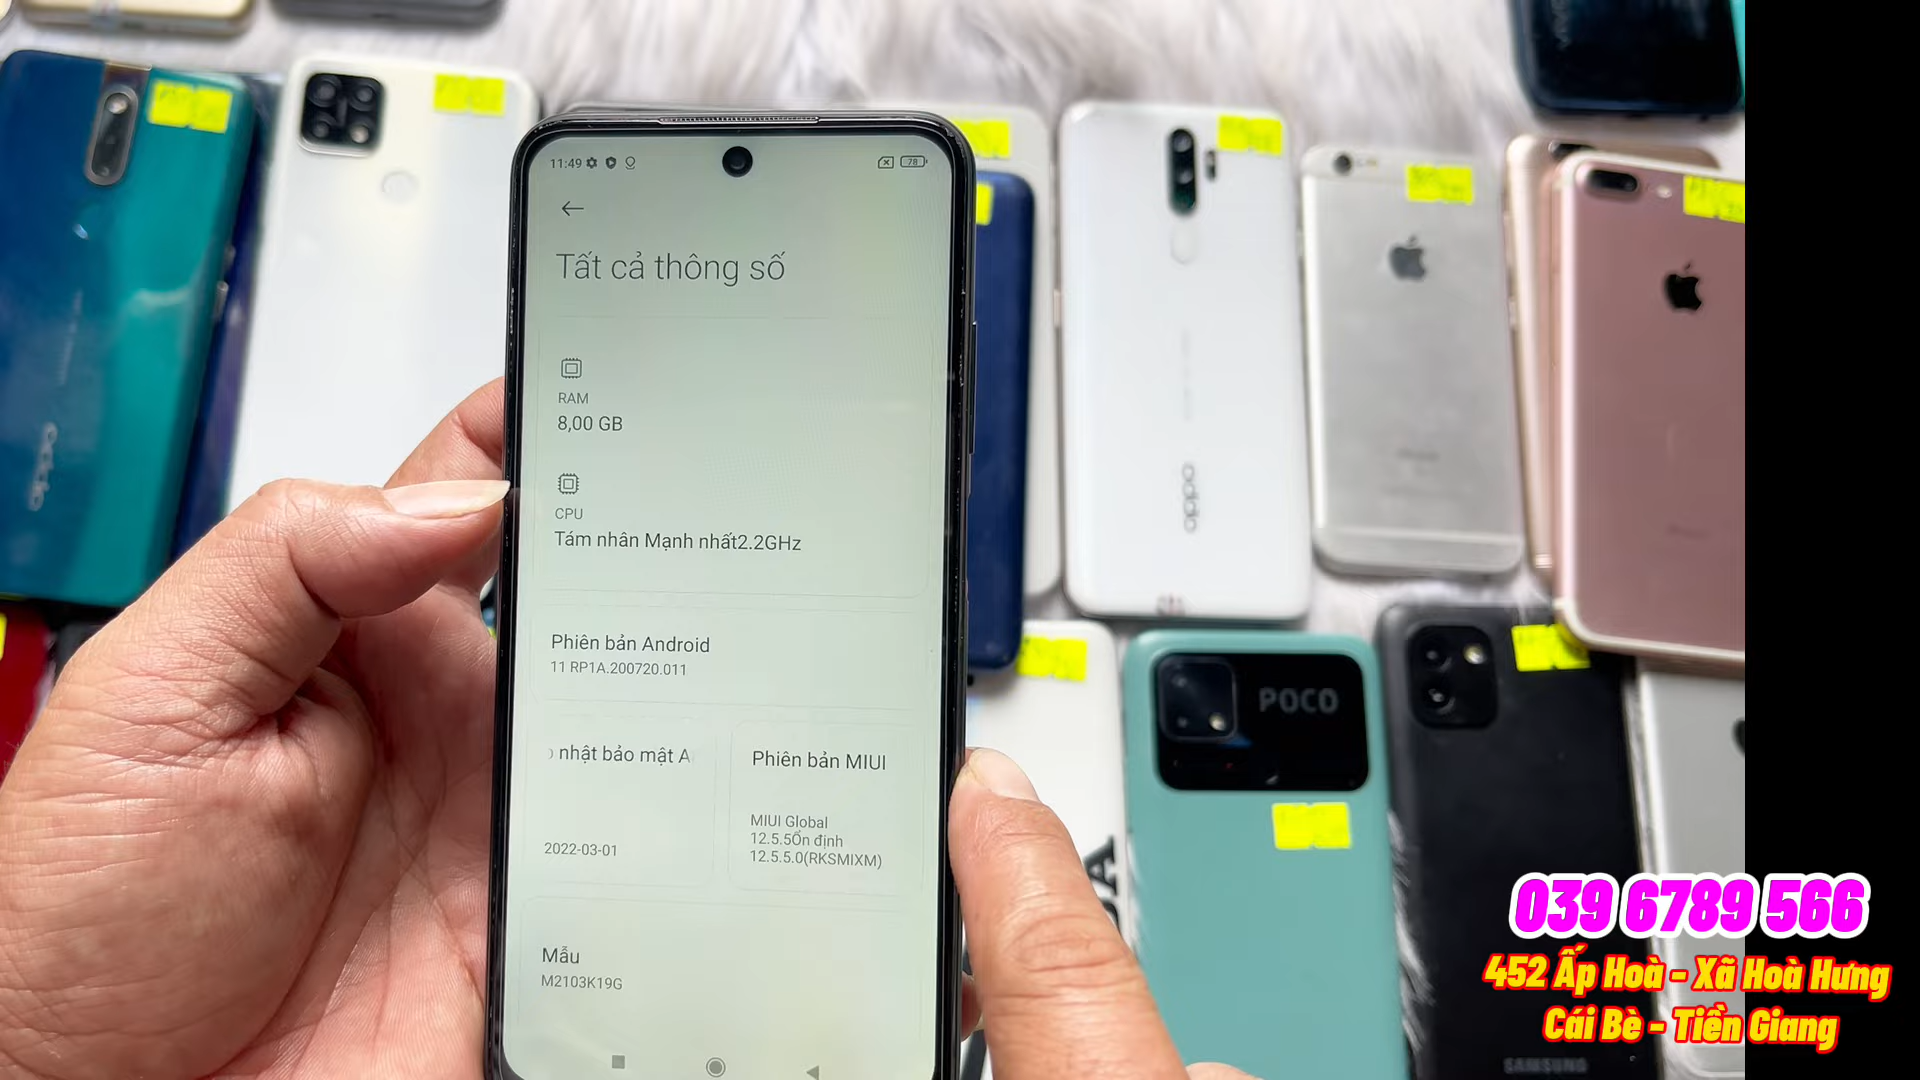 11:49
78
Tất cả thông số
RAM
8,00 GB
CPU
Tám nhân Mạnh nhất2.2GHz
Phiên bản Android
11 RP1A.200720.011
nhật bảo mật A
2022-03-01
Phiên bản MIUI
MIUI Global
12.5.5Ổn định
12.5.5.0(RKSMIXM)
Mẫu
M2103K19G
oppo
oppo
POCO
SAMSUNG
039 6789 566
452 Ấp Hoà - Xã Hoà Hưng
Cái Bè - Tiền Giang